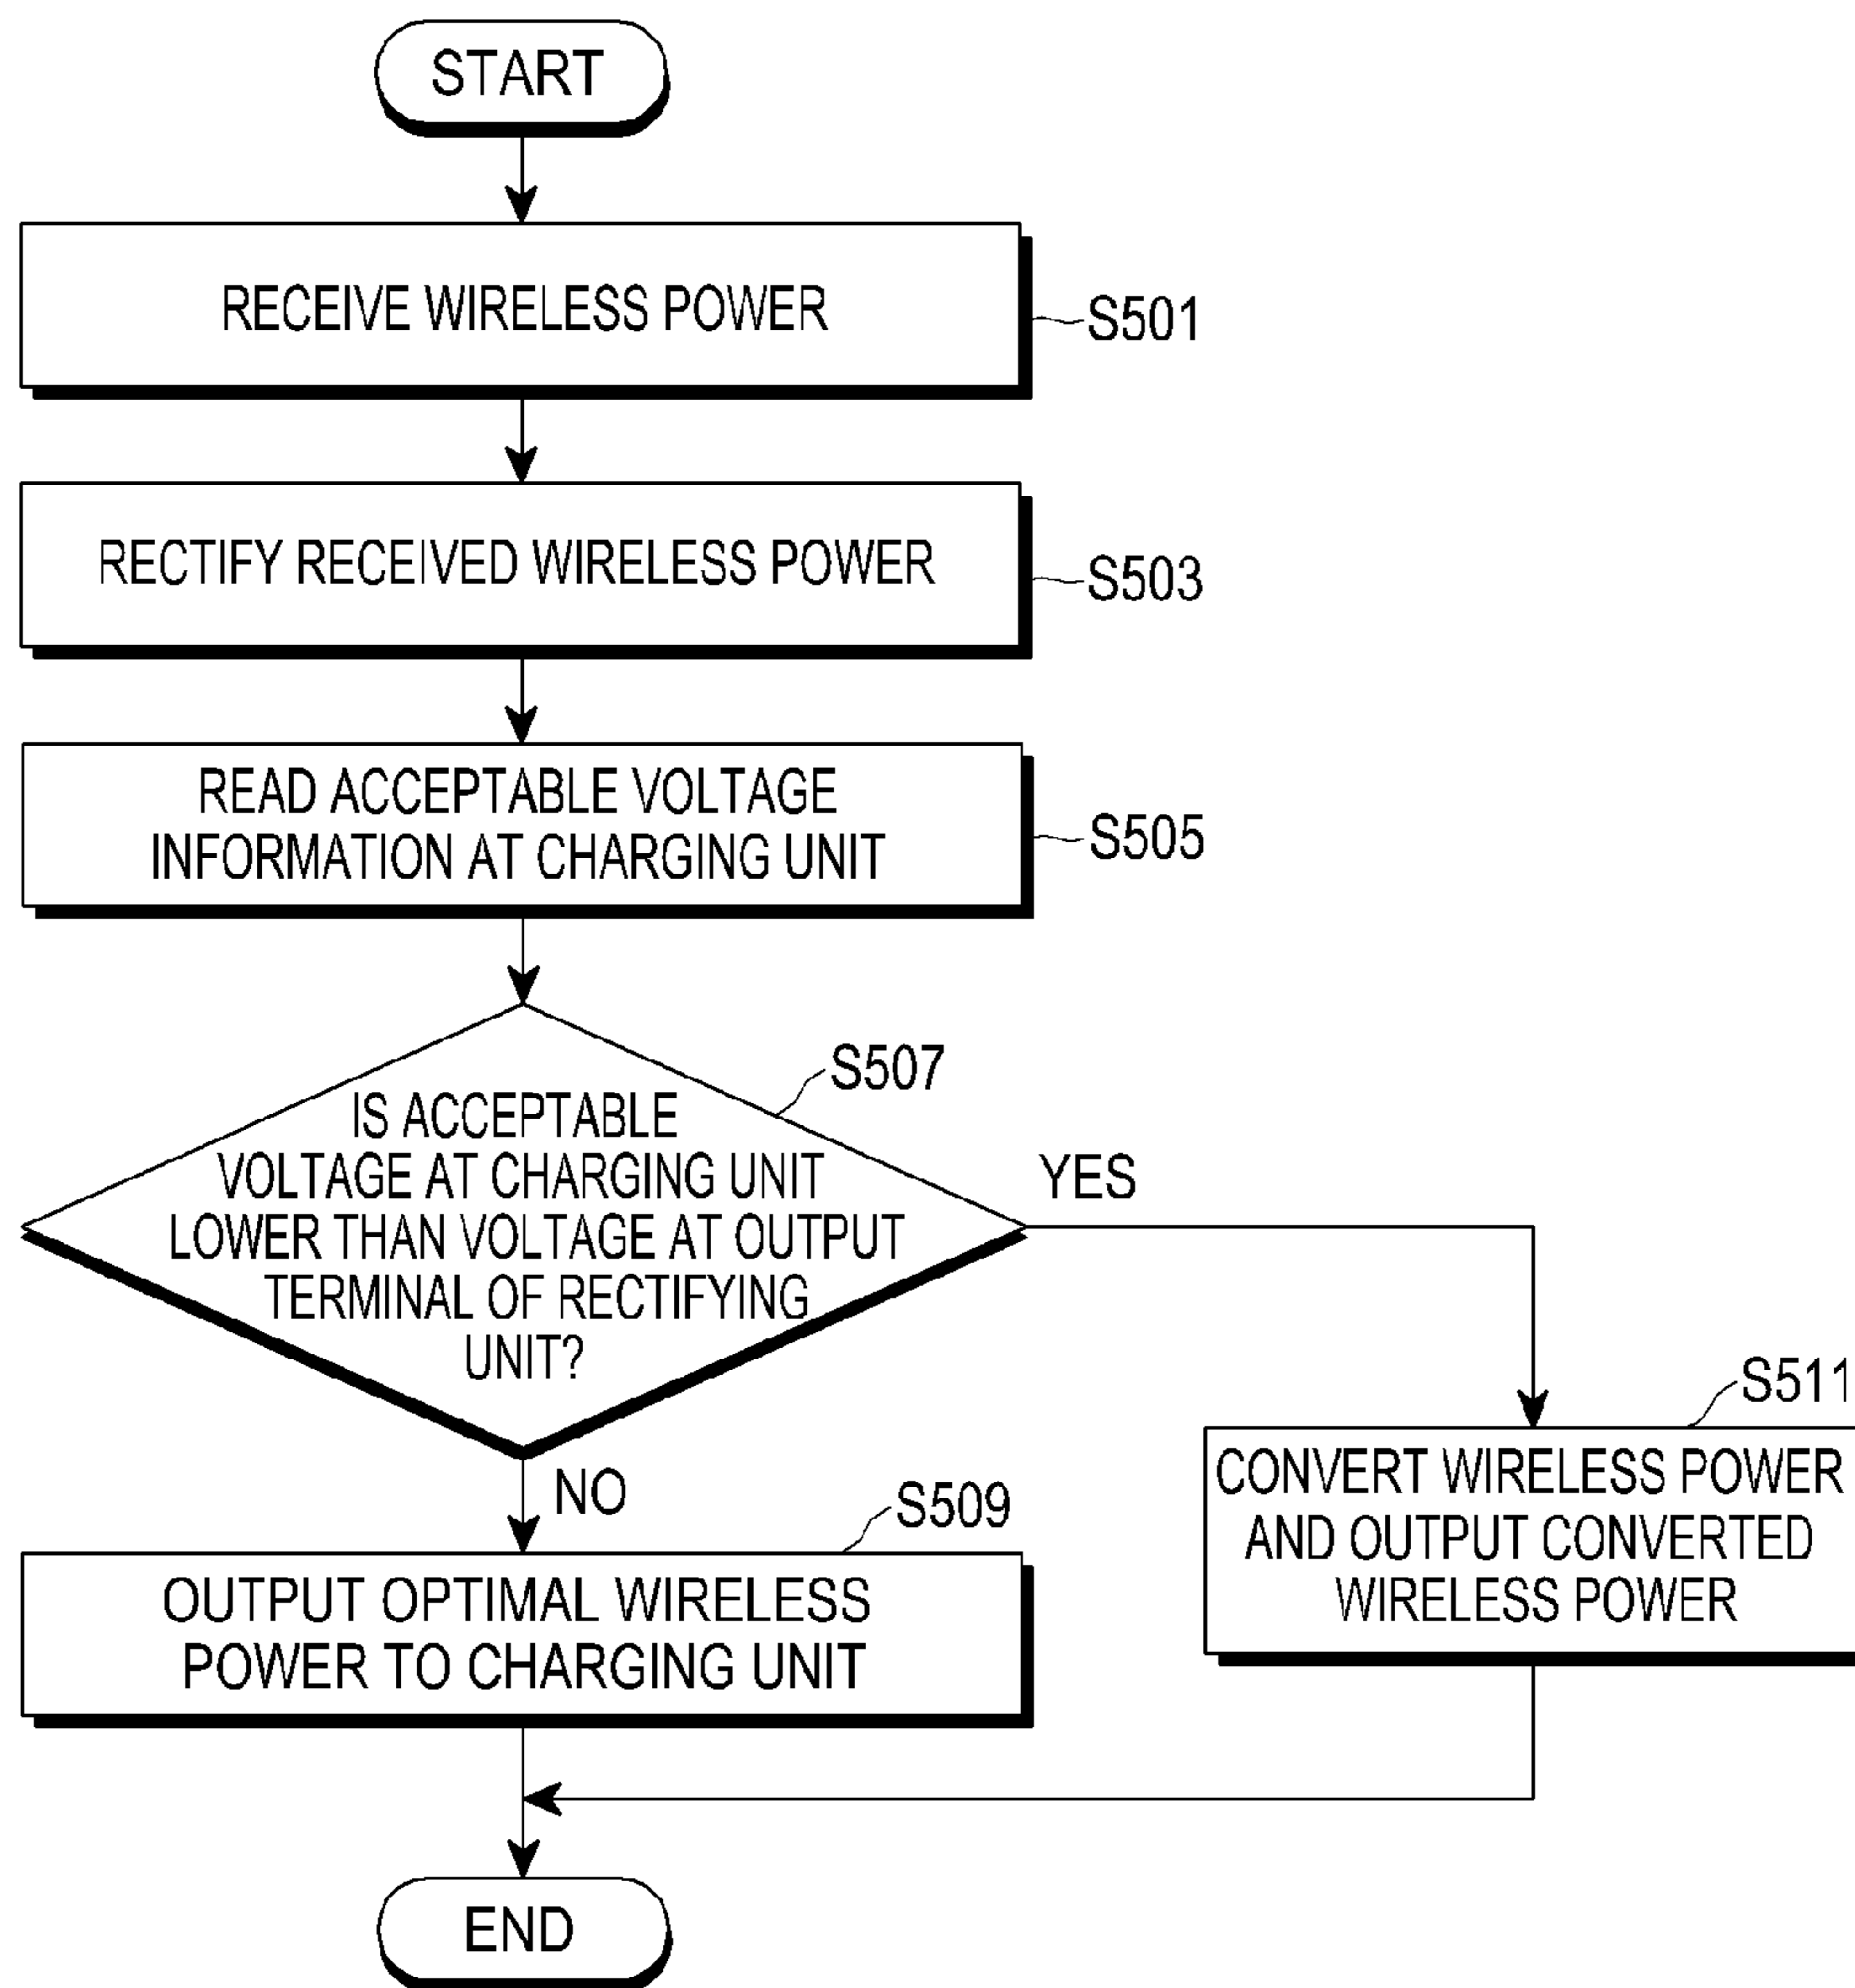 START
RECEIVE WIRELESS POWER
S501
RECTIFY RECEIVED WIRELESS POWER
S503
READ ACCEPTABLE VOLTAGE
INFORMATION AT CHARGING UNIT
S505
S507
IS ACCEPTABLE
VOLTAGE AT CHARGING UNIT
LOWER THAN VOLTAGE AT OUTPUT
TERMINAL OF RECTIFYING
UNIT?
YES
NO
S511
CONVERT WIRELESS POWER
AND OUTPUT CONVERTED
WIRELESS POWER
S509
OUTPUT OPTIMAL WIRELESS
POWER TO CHARGING UNIT
END